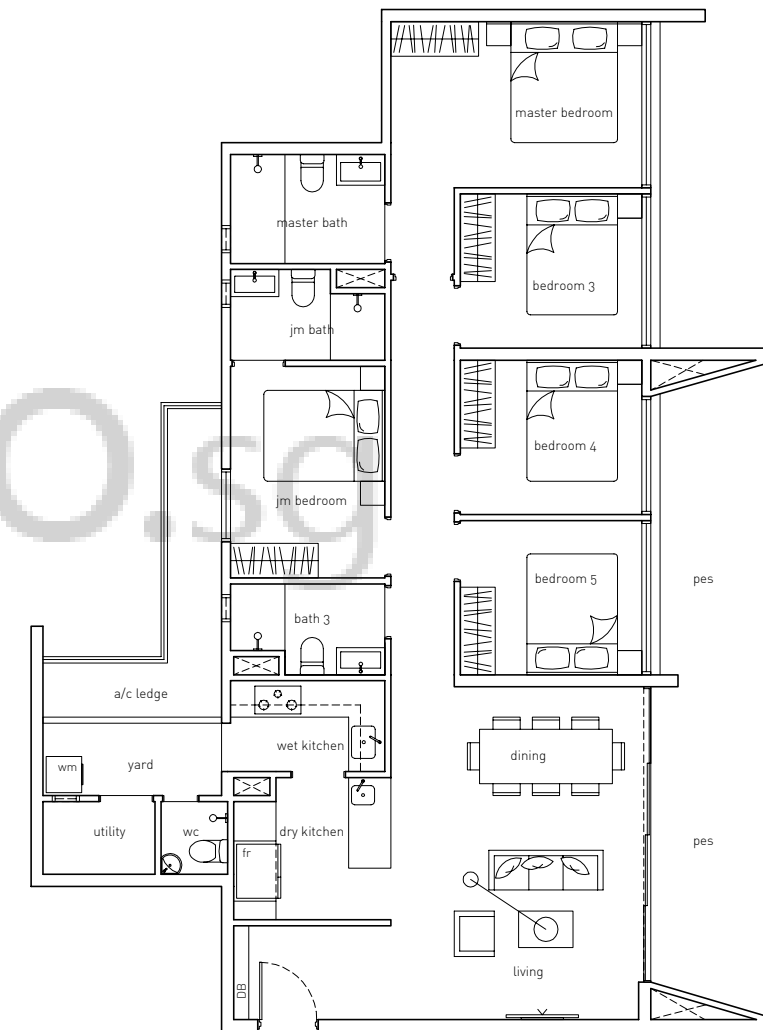 master bedroom
master bath
bedroom 3
jm bath
bedroom 4
jm bedroom
O.sg
bedroom 5
pes
bath 3
a/c ledge
wet kitchen
dining
wm
yard
utility
wc
dry kitchen
pes
fr
living
DB